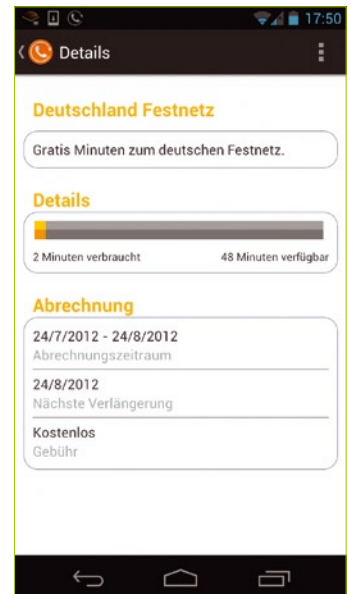 17:50
Details
Deutschland Festnetz
Gratis Minuten zum deutschen Festnetz.
Details
2 Minuten verbraucht 48 Minuten verfügbar
Abrechnung
24/7/2012 - 24/8/2012
Abrechnungszeitraum
24/8/2012
Nächste Verlängerung
Kostenlos
Gebühr